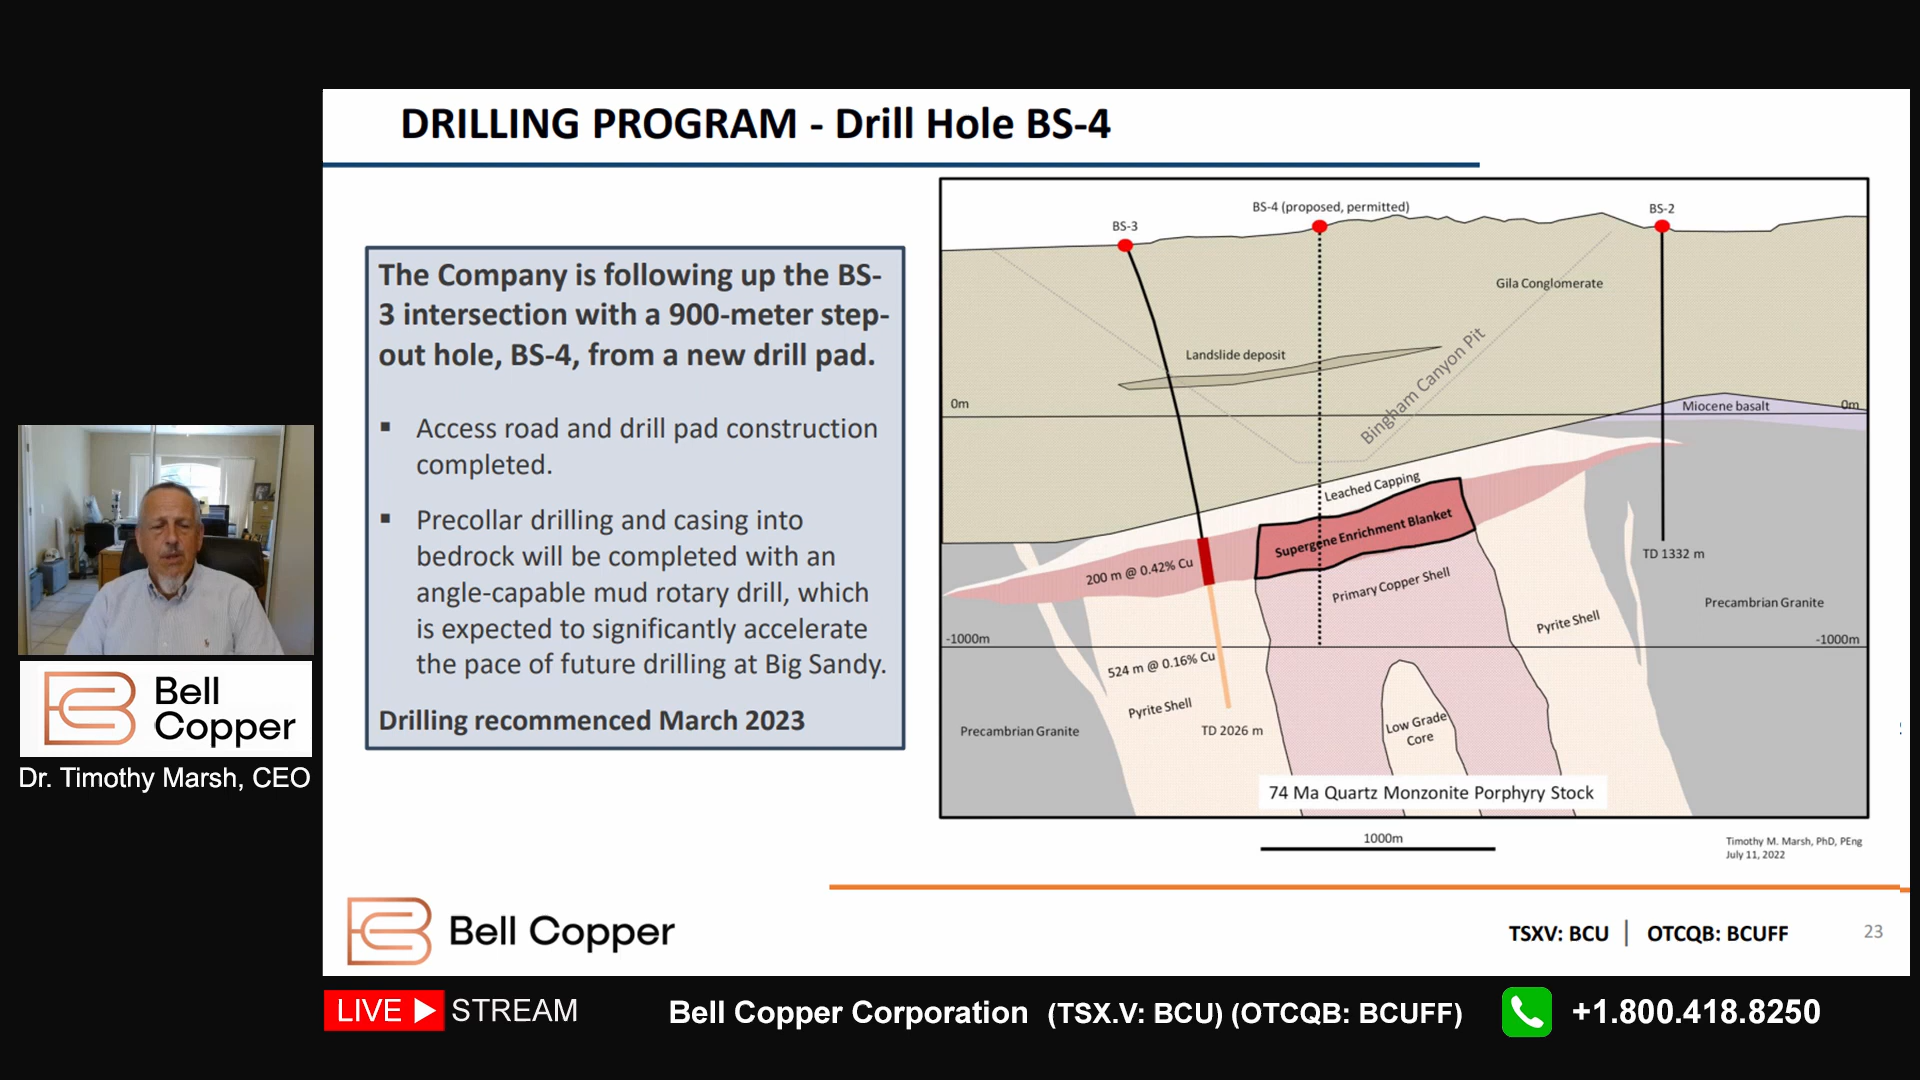 DRILLING PROGRAM - Drill Hole BS-4
The Company is following up the BS-
3 intersection with a 900-meter step-
out hole, BS-4, from a new drill pad.
▪ Access road and drill pad construction
completed.
▪ Precollar drilling and casing into
bedrock will be completed with an
angle-capable mud rotary drill, which
is expected to significantly accelerate
the pace of future drilling at Big Sandy.
Drilling recommenced March 2023
BS-3
BS-4 (proposed, permitted)
BS-2
Gila Conglomerate
Landslide deposit
Bingham Canyon Pit
0m
Miocene basalt
0m
Leached Capping
Supergene Enrichment Blanket
200 m @ 0.42% Cu
Primary Copper Shell
TD 1332 m
Precambrian Granite
Pyrite Shell
-1000m
-1000m
524 m @ 0.16% Cu
Pyrite Shell
TD 2026 m
Precambrian Granite
Low Grade
Core
74 Ma Quartz Monzonite Porphyry Stock
1000m
Timothy M. Marsh, PhD, PEng
July 11, 2022
Bell
Copper
Dr. Timothy Marsh, CEO
Bell Copper
TSXV: BCU | OTCQB: BCUFF
23
LIVE STREAM
Bell Copper Corporation (TSX.V: BCU) (OTCQB: BCUFF)
+1.800.418.8250